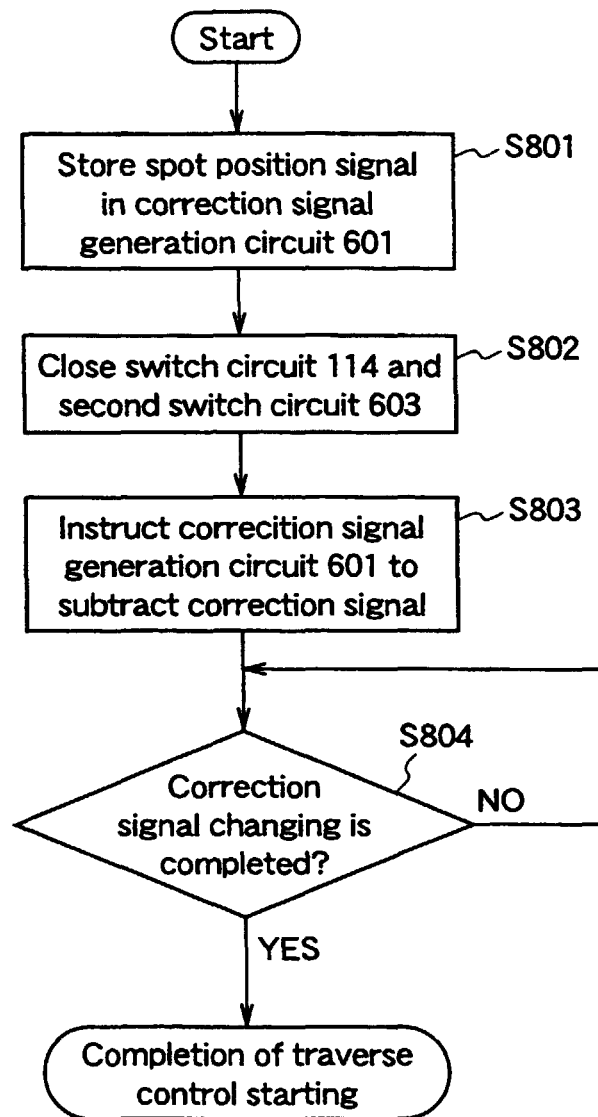 Start
S801
Store spot position signal
in correction signal
generation circuit 601
S802
Close switch circuit 114 and
second switch circuit 603
S803
Instruct correcition signal
generation circuit 601 to
subtract correction signal
S804
Correction
signal changing is
completed?
NO
YES
Completion of traverse
control starting